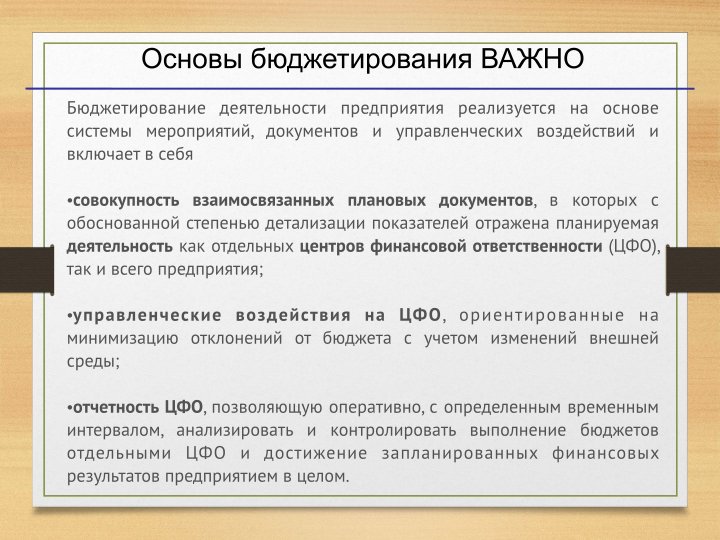 Основы бюджетирования ВАЖНО
Бюджетирование деятельности предприятия реализуется на основе
системы мероприятий, документов и управленческих воздействий и
включает в себя
•совокупность взаимосвязанных плановых документов, в которых с
обоснованной степенью детализации показателей отражена планируемая
деятельность как отдельных центров финансовой ответственности (ЦФО),
так и всего предприятия;
•управленческие воздействия на ЦФО, ориентированные на
минимизацию отклонений от бюджета с учетом изменений внешней
среды;
•отчетность ЦФО, позволяющую оперативно, с определенным временным
интервалом, анализировать и контролировать выполнение бюджетов
отдельными ЦФО и достижение запланированных финансовых
результатов предприятием в целом.